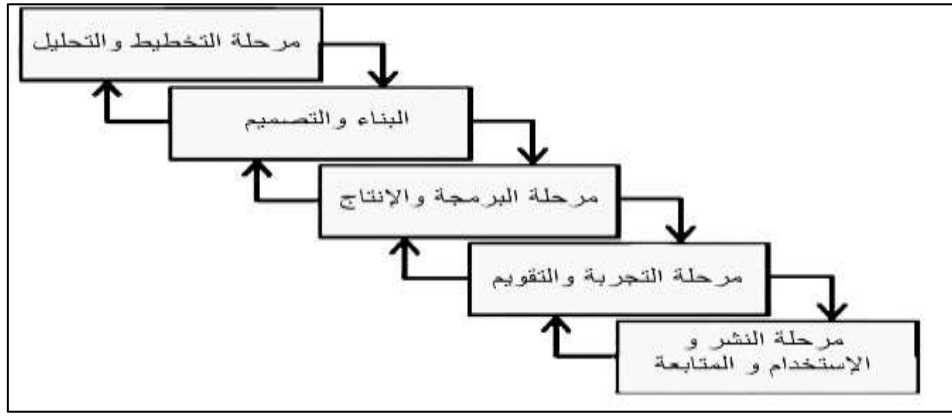 مرحلة التخطيط والتحليل
البناء والتصميم
مرحلة البرمجة والإنتاج
مرحلة التجربة والتقويم
مرحلة النشر و
الإستخدام و المتابعة